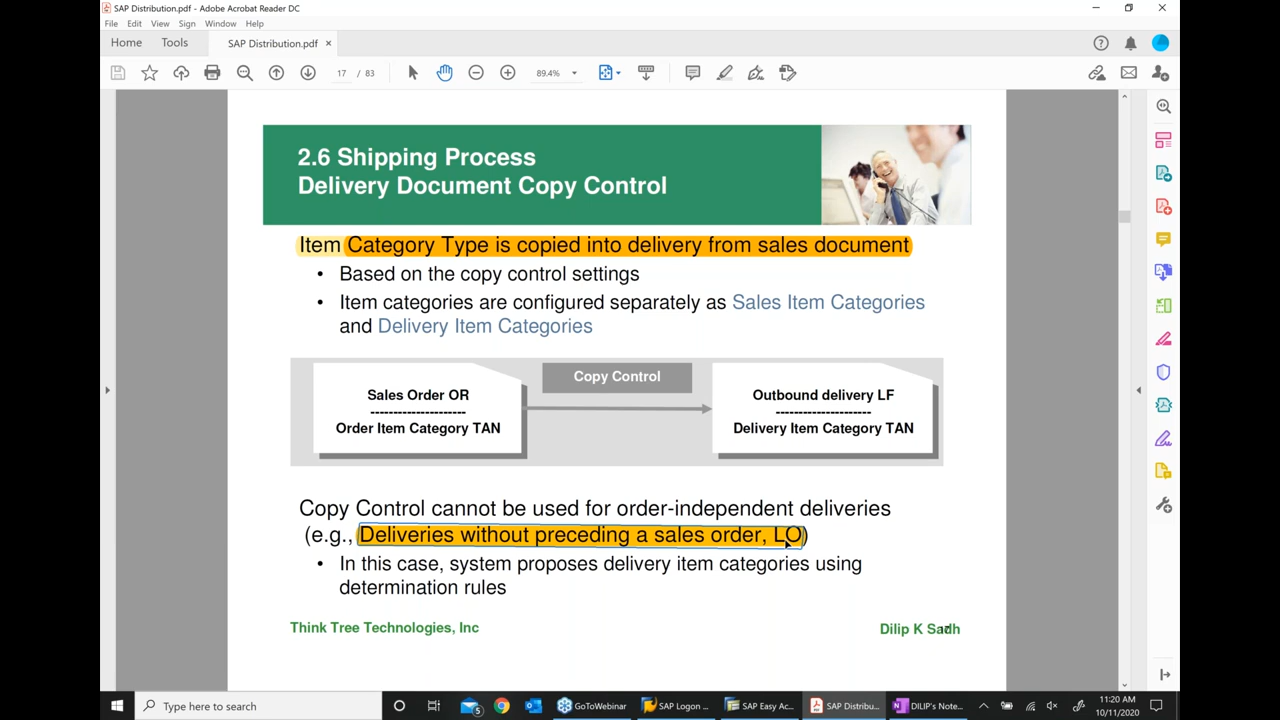 SAP Distribution.pdf - Adobe Acrobat Reader DC
File Edit View Sign Window Help
Home Tools SAP Distribution.pdf ×
17 / 83 89.4%
2.6 Shipping Process
Delivery Document Copy Control
Item Category Type is copied into delivery from sales document
• Based on the copy control settings
• Item categories are configured separately as Sales Item Categories
and Delivery Item Categories
Copy Control
Sales Order OR
---------------------
Order Item Category TAN
Outbound delivery LF
---------------------
Delivery Item Category TAN
Copy Control cannot be used for order-independent deliveries
(e.g., Deliveries without preceding a sales order, LO)
• In this case, system proposes delivery item categories using
determination rules
Think Tree Technologies, Inc
Dilip K Sadh
17
Type here to search
5
GoToWebinar
SAP Logon ...
SAP Easy Ac...
SAP Distribu...
DILIP's Note...
11:20 AM
10/11/2020